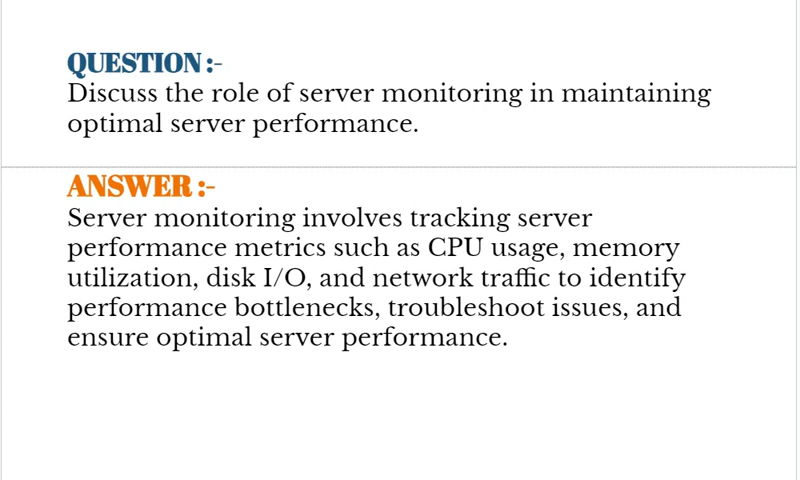 QUESTION :-
Discuss the role of server monitoring in maintaining
optimal server performance.
ANSWER :-
Server monitoring involves tracking server
performance metrics such as CPU usage, memory
utilization, disk I/O, and network traffic to identify
performance bottlenecks, troubleshoot issues, and
ensure optimal server performance.